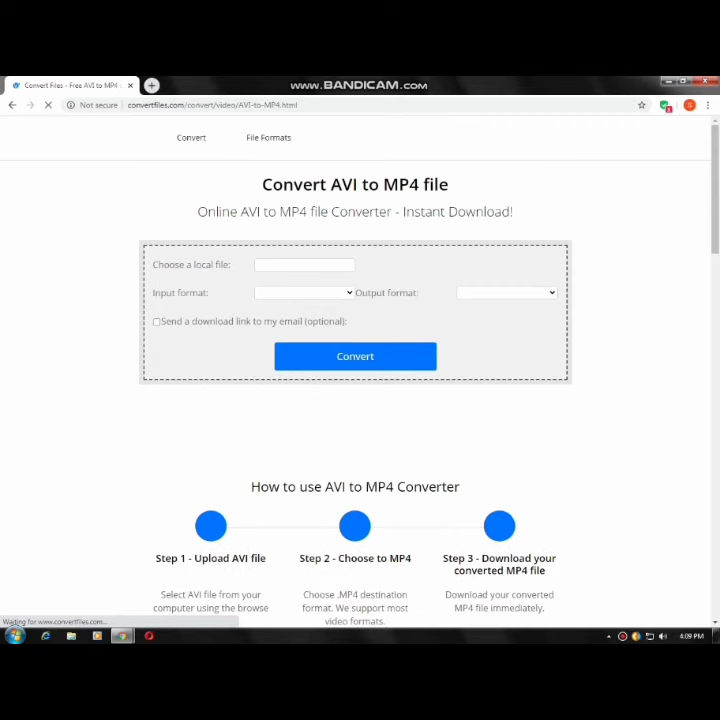 Convert Files - Free AVI to MP4
www.BANDICAM.com
Not secure
convertfiles.com/convert/video/AVI-to-MP4.html
S
Convert
File Formats
Convert AVI to MP4 file
Online AVI to MP4 file Converter - Instant Download!
Choose a local file:
Input format:
Output format:
Send a download link to my email (optional):
Convert
How to use AVI to MP4 Converter
Step 1 - Upload AVI file
Select AVI file from your
computer using the browse
Step 2 - Choose to MP4
Choose .MP4 destination
format. We support most
video formats.
Step 3 - Download your
converted MP4 file
Download your converted
MP4 file immediately.
Waiting for www.convertfiles.com...
4:09 PM